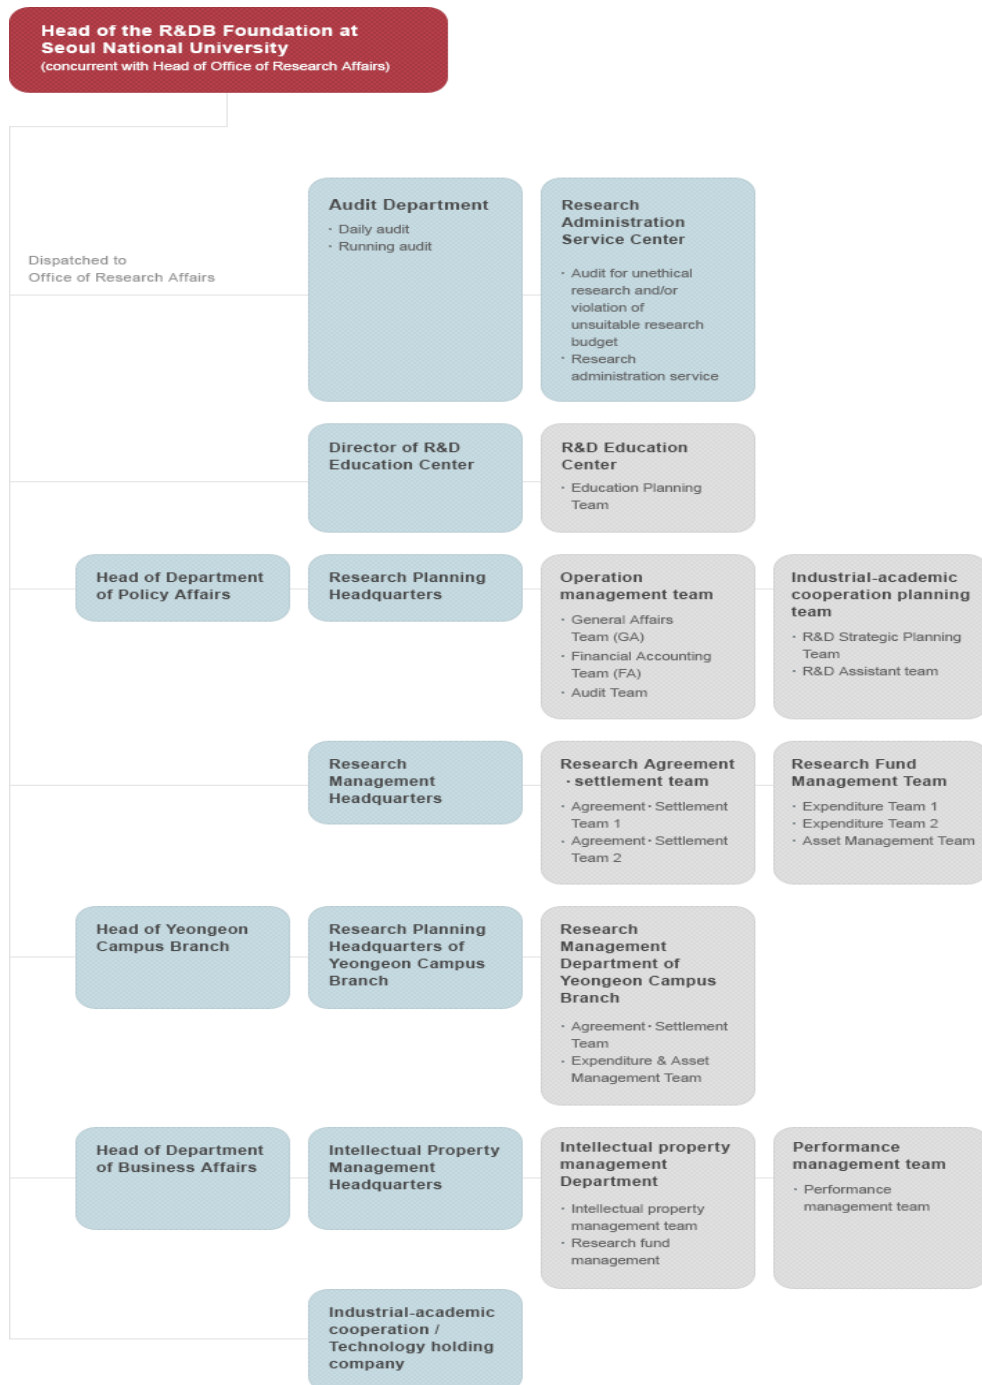 Head of the R&DB Foundation at
Seoul National University
(concurrent with Head of Office of Research Affairs)
Dispatched to
Office of Research Affairs
Audit Department
· Daily audit
· Running audit
Research
Administration
Service Center
· Audit for unethical
research and/or
violation of
unsuitable research
budget
· Research
administration service
Director of R&D
Education Center
R&D Education
Center
· Education Planning
Team
Head of Department
of Policy Affairs
Research Planning
Headquarters
Operation
management team
· General Affairs
Team (GA)
· Financial Accounting
Team (FA)
· Audit Team
Industrial-academic
cooperation planning
team
· R&D Strategic Planning
Team
· R&D Assistant team
Research
Management
Headquarters
Research Agreement
· settlement team
· Agreement · Settlement
Team 1
· Agreement · Settlement
Team 2
Research Fund
Management Team
· Expenditure Team 1
· Expenditure Team 2
· Asset Management Team
Head of Yeongeon
Campus Branch
Research Planning
Headquarters of
Yeongeon Campus
Branch
Research
Management
Department of
Yeongeon Campus
Branch
· Agreement · Settlement
Team
· Expenditure & Asset
Management Team
Head of Department
of Business Affairs
Intellectual Property
Management
Headquarters
Intellectual property
management
Department
· Intellectual property
management team
· Research fund
management
Performance
management team
· Performance
management team
Industrial-academic
cooperation /
Technology holding
company